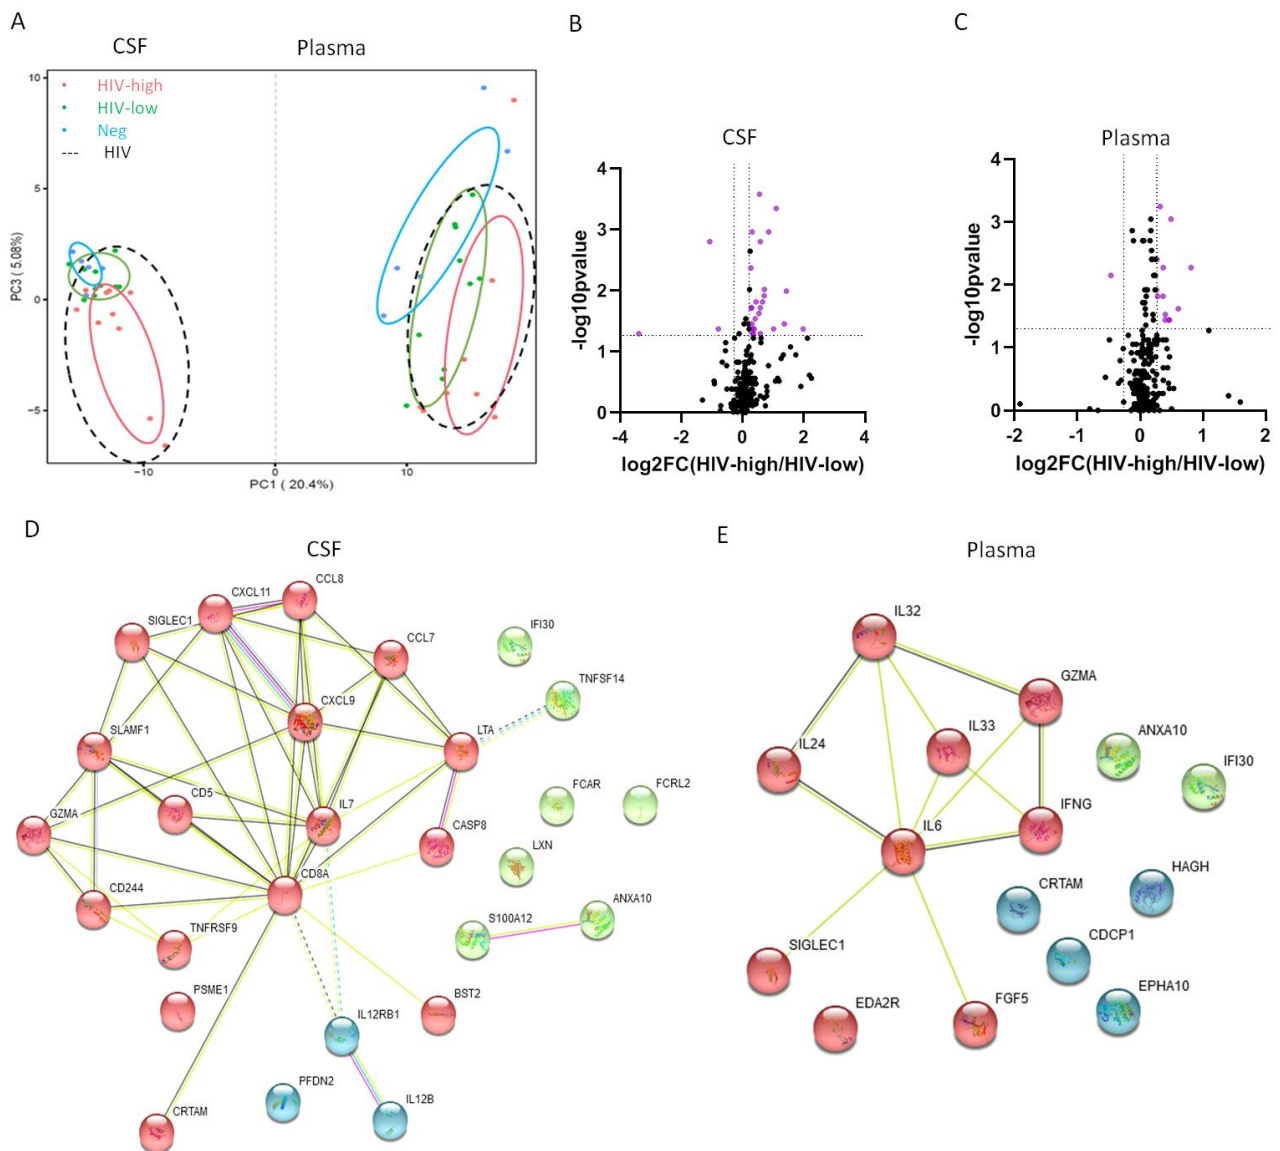 A
CSF
Plasma
HIV-high
HIV-low
Neg
HIV
10
5
0
−5
−10
0
10
PC3 ( 5.08%)
PC1 ( 20.4%)
B
CSF
4
3
2
1
0
-4
-2
0
2
4
-log10pvalue
log2FC(HIV-high/HIV-low)
C
Plasma
4
3
2
1
0
-2
-1
0
1
2
-log10pvalue
log2FC(HIV-high/HIV-low)
D
CSF
CCL8
CXCL11
SIGLEC1
IFI30
CCL7
TNFSF14
CXCL9
SLAMF1
LTA
FCAR
FCRL2
CD5
IL7
GZMA
CASP8
LXN
CD8A
CD244
ANXA10
S100A12
TNFRSF9
PSME1
BST2
IL12RB1
PFDN2
IL12B
CRTAM
E
Plasma
IL32
GZMA
IL33
ANXA10
IL24
IFI30
IFNG
IL6
HAGH
CRTAM
CDCP1
SIGLEC1
EPHA10
EDA2R
FGF5